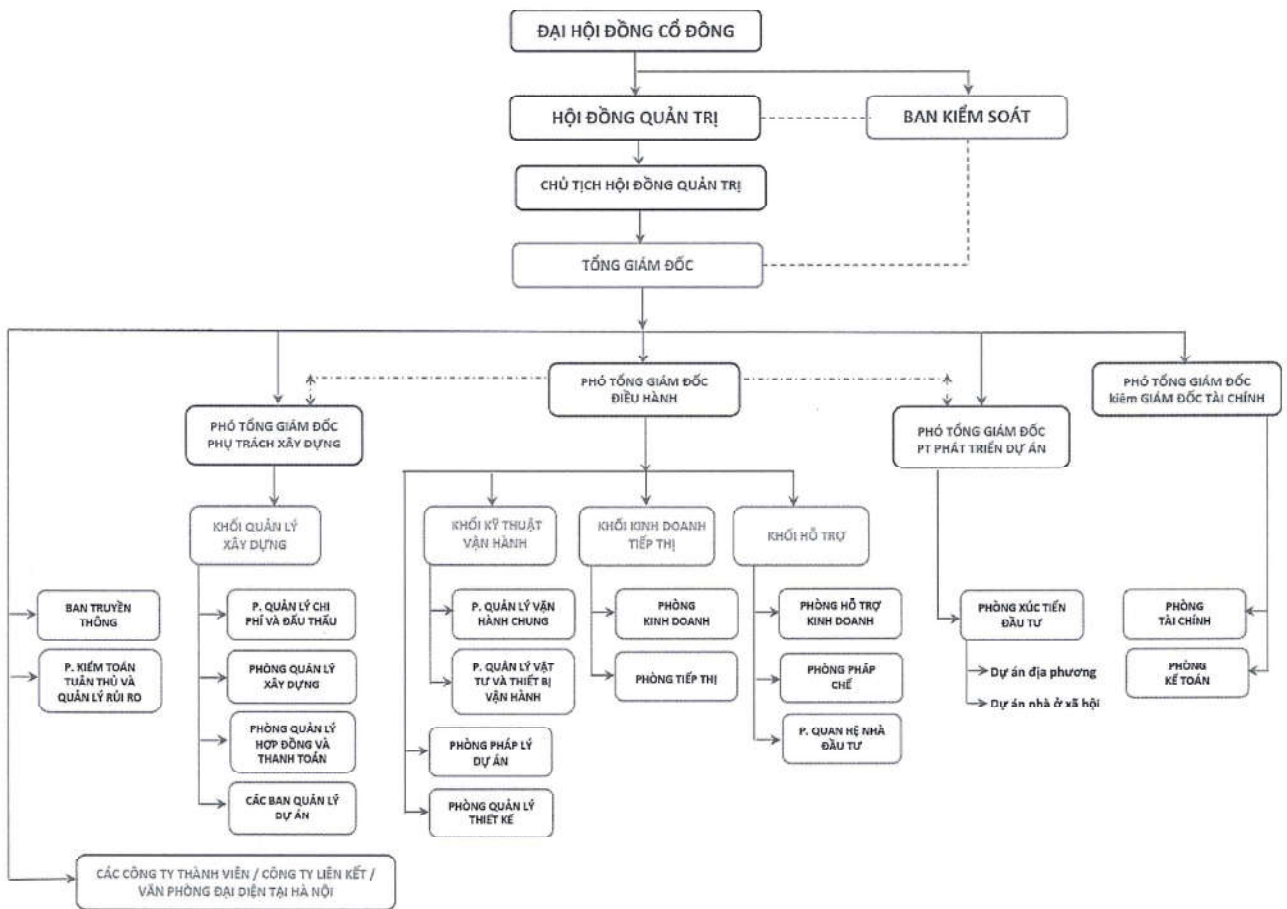 ĐẠI HỘI ĐỒNG CỔ ĐÔNG
HỘI ĐỒNG QUẢN TRỊ
BAN KIỂM SOÁT
CHỦ TỊCH HỘI ĐỒNG QUẢN TRỊ
TỔNG GIÁM ĐỐC
PHÓ TỔNG GIÁM ĐỐC
ĐIỀU HÀNH
PHÓ TỔNG GIÁM ĐỐC
kiêm GIÁM ĐỐC TÀI CHÍNH
PHÓ TỔNG GIÁM ĐỐC
PHỤ TRÁCH XÂY DỰNG
PHÓ TỔNG GIÁM ĐỐC
PT PHÁT TRIỂN DỰ ÁN
KHỐI QUẢN LÝ
XÂY DỰNG
KHỐI KỸ THUẬT
VẬN HÀNH
KHỐI KINH DOANH
TIẾP THỊ
KHỐI HỖ TRỢ
BAN TRUYỀN
THÔNG
P. KIỂM TOÁN
TUÂN THỦ VÀ
QUẢN LÝ RỦI RO
P. QUẢN LÝ CHI
PHÍ VÀ ĐẤU THẦU
PHÒNG QUẢN LÝ
XÂY DỰNG
PHÒNG QUẢN LÝ
HỢP ĐỒNG VÀ
THANH TOÁN
CÁC BAN QUẢN LÝ
DỰ ÁN
P. QUẢN LÝ VẬN
HÀNH CHUNG
P. QUẢN LÝ VẬT
TƯ VÀ THIẾT BỊ
VẬN HÀNH
PHÒNG PHÁP LÝ
DỰ ÁN
PHÒNG QUẢN LÝ
THIẾT KẾ
PHÒNG
KINH DOANH
PHÒNG TIẾP THỊ
PHÒNG HỖ TRỢ
KINH DOANH
PHÒNG PHÁP
CHẾ
P. QUAN HỆ NHÀ
ĐẦU TƯ
PHÒNG XÚC TIẾN
ĐẦU TƯ
Dự án địa phương
Dự án nhà ở xã hội
PHÒNG
TÀI CHÍNH
PHÒNG
KẾ TOÁN
CÁC CÔNG TY THÀNH VIÊN / CÔNG TY LIÊN KẾT /
VĂN PHÒNG ĐẠI DIỆN TẠI HÀ NỘI